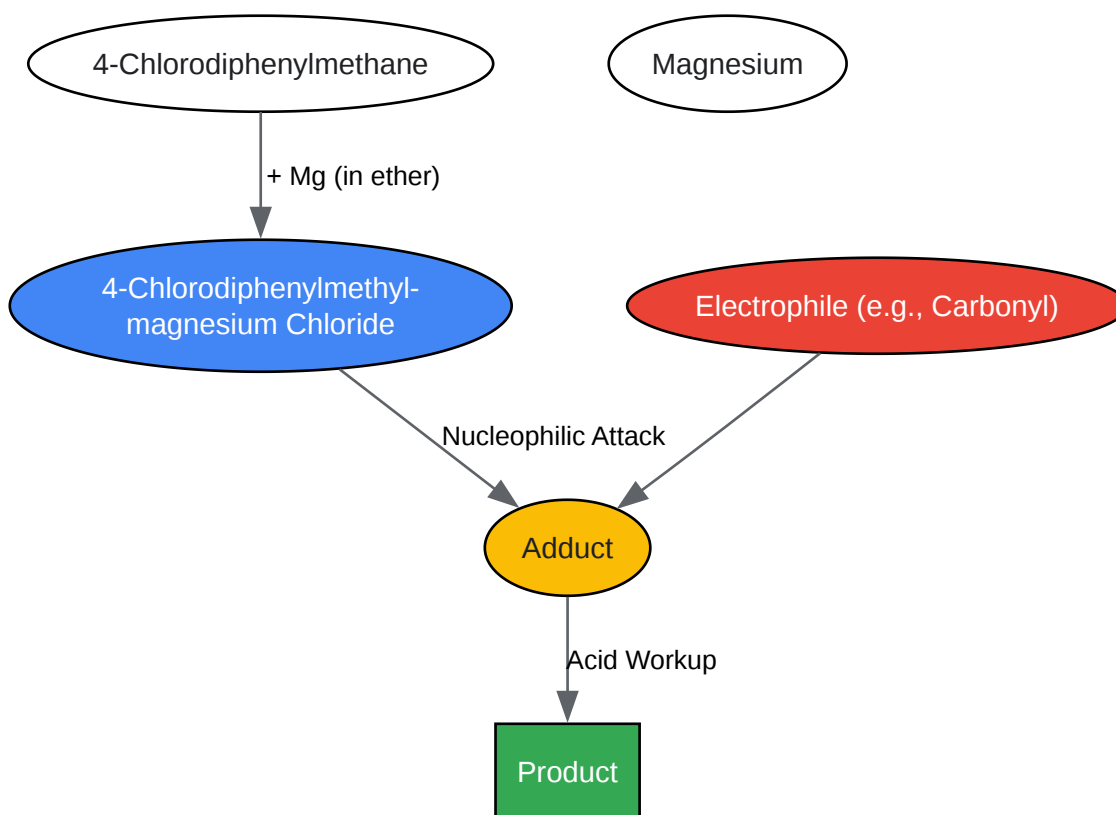 4-Chlorodiphenylmethane
Magnesium
+ Mg (in ether)
4-Chlorodiphenylmethyl-
magnesium Chloride
Electrophile (e.g., Carbonyl)
Nucleophilic Attack
Adduct
Acid Workup
Product